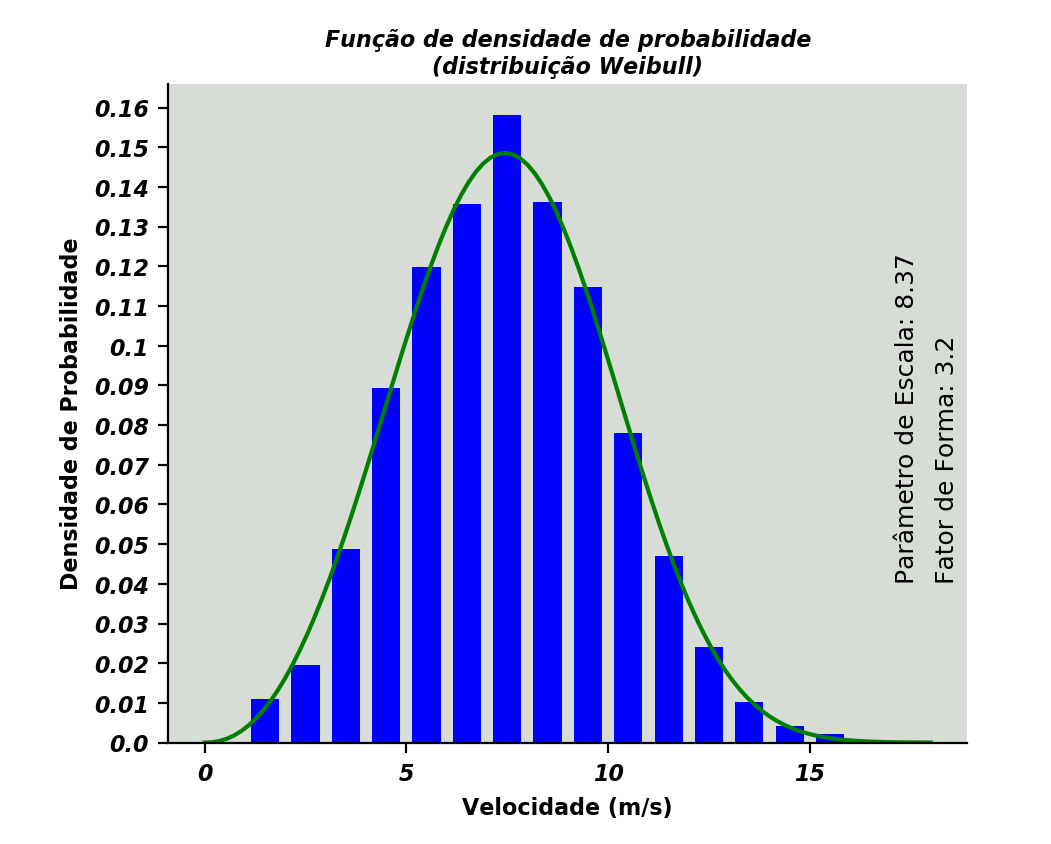 Função de densidade de probabilidade
(distribuição Weibull)
0.16
0.15
0.14
0.13
0.12
0.11
0.1
0.09
0.08
0.07
0.06
0.05
0.04
0.03
0.02
0.01
0.0
Densidade de Probabilidade
0 5 10 15
Velocidade (m/s)
Parâmetro de Escala: 8.37
Fator de Forma: 3.2